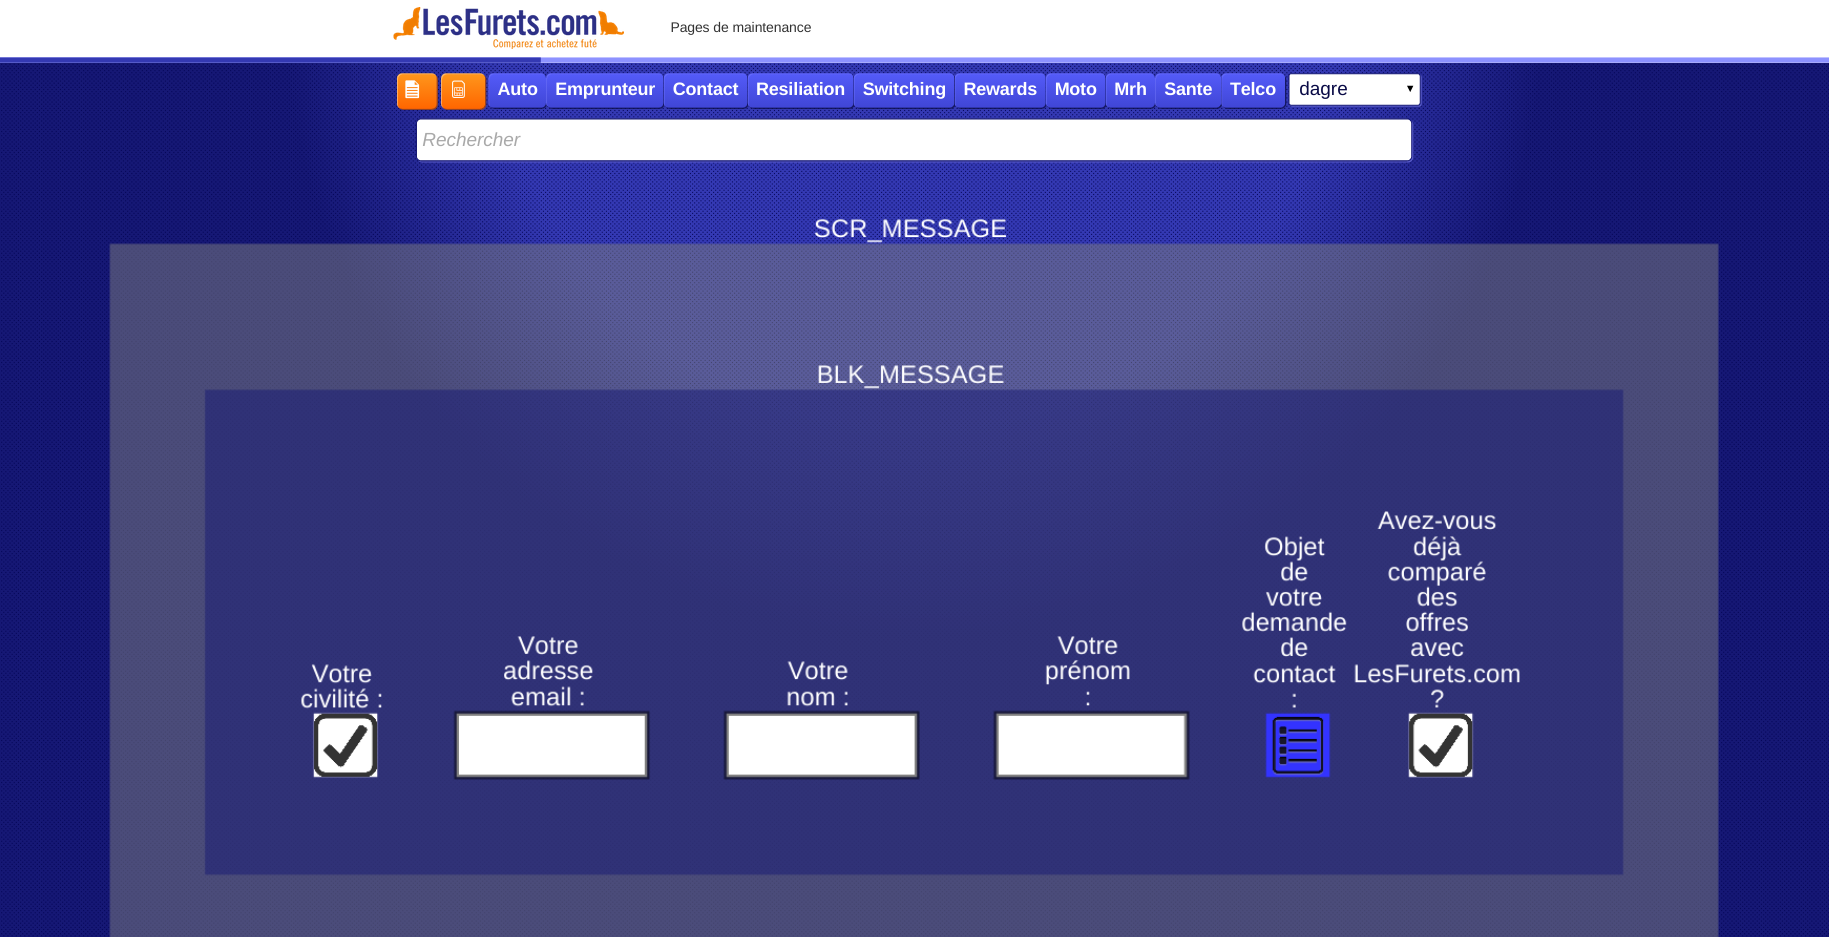 LesFurets.com
Comparez et achetez futé
Pages de maintenance
Auto Emprunteur Contact Resiliation Switching Rewards Moto Mrh Sante Telco dagre
Rechercher
SCR_MESSAGE
BLK_MESSAGE
Votre
civilité :
Votre
adresse
email :
Votre
nom :
Votre
prénom
:
Objet
de
votre
demande
de
contact
:
Avez-vous
déjà
comparé
des
offres
avec
LesFurets.com
?